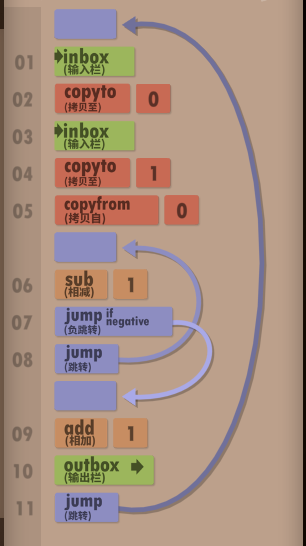 01 inbox
(输入栏)
02 copyto 0
(拷贝至)
03 inbox
(输入栏)
04 copyto 1
(拷贝至)
05 copyfrom 0
(拷贝自)
06 sub 1
(相减)
07 jump if negative
(负跳转)
08 jump
(跳转)
09 add 1
(相加)
10 outbox
(输出栏)
11 jump
(跳转)